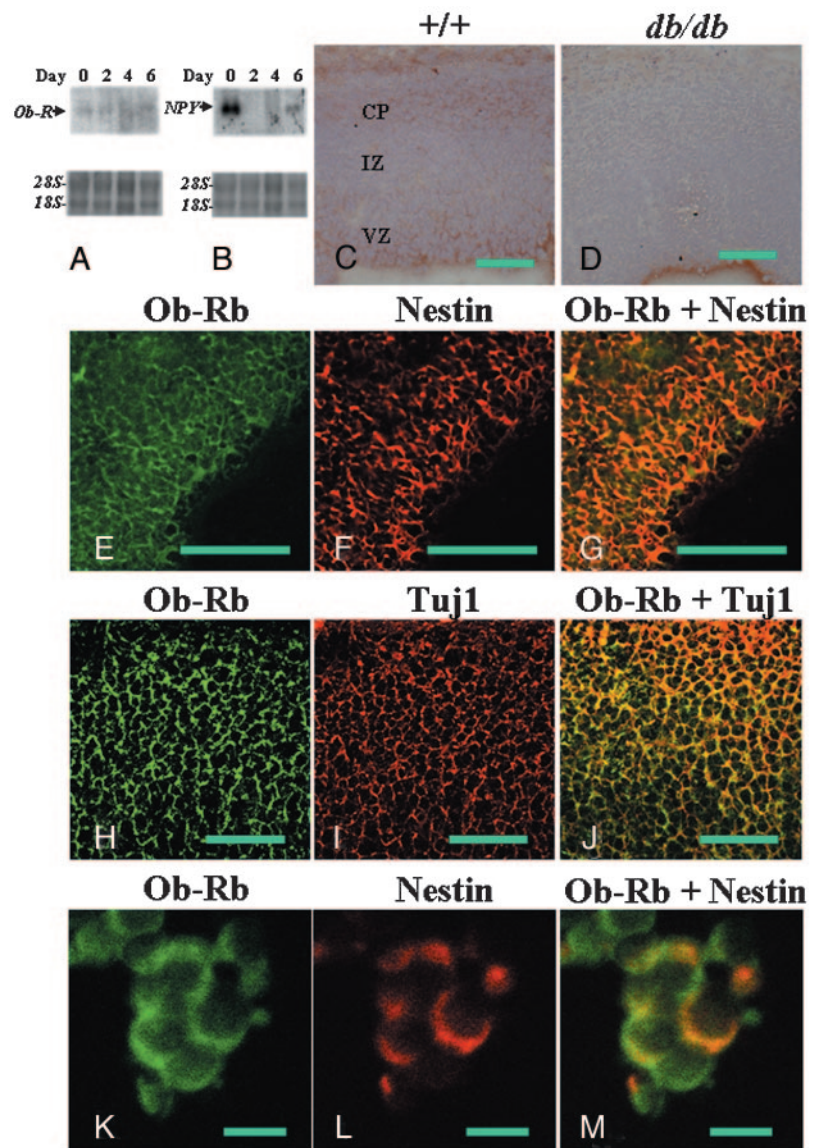 +/+ db/db
Day 0 2 4 6 Day 0 2 4 6
Ob-R NPY
28S- 28S-
18S- 18S-
CP
IZ
VZ
A B C D
Ob-Rb Nestin Ob-Rb + Nestin
E F G
Ob-Rb Tuj1 Ob-Rb + Tuj1
H I J
Ob-Rb Nestin Ob-Rb + Nestin
K L M